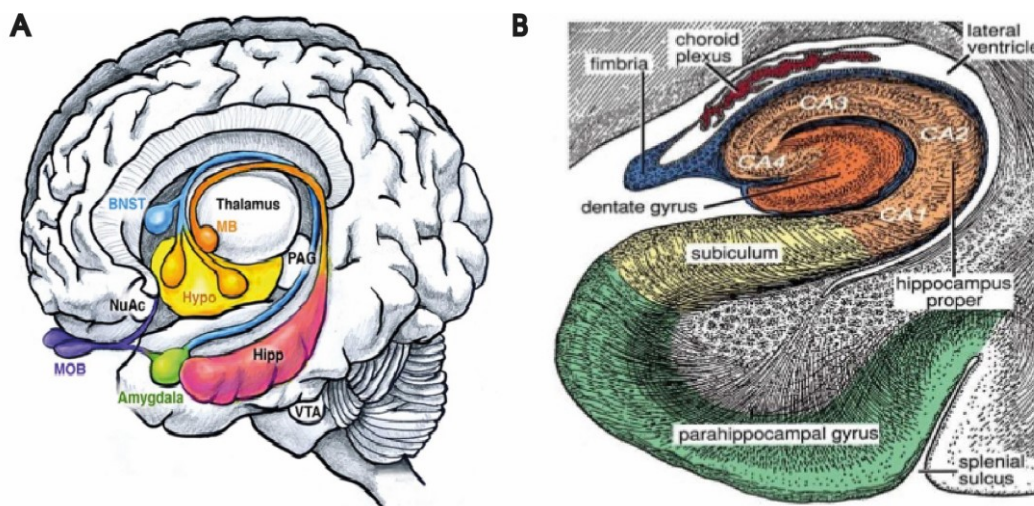 A
BNST
Thalamus
MB
PAG
NuAc
Hypo
MOB
Hipp
Amygdala
VTA
B
choroid
plexus
lateral
ventricle
fimbria
CA3
CA2
CA4
dentate gyrus
CA1
subiculum
hippocampus
proper
parahippocampal gyrus
splenial
sulcus